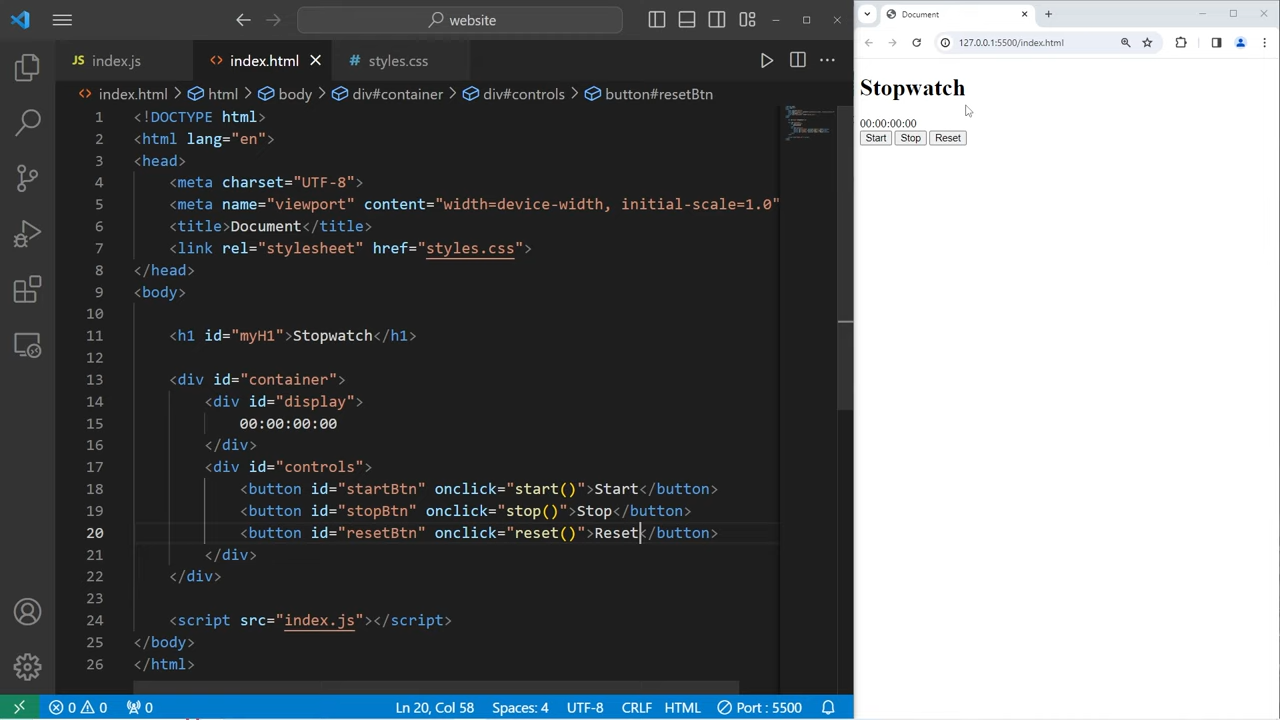 website
index.js
index.html
styles.css
index.html
html
body
div#container
div#controls
button#resetBtn
1 <!DOCTYPE html>
2 <html lang="en">
3 <head>
4 <meta charset="UTF-8">
5 <meta name="viewport" content="width=device-width, initial-scale=1.0"
6 <title>Document</title>
7 <link rel="stylesheet" href="styles.css">
8 </head>
9 <body>
10
11 <h1 id="myH1">Stopwatch</h1>
12
13 <div id="container">
14 <div id="display">
15 00:00:00:00
16 </div>
17 <div id="controls">
18 <button id="startBtn" onclick="start()">Start</button>
19 <button id="stopBtn" onclick="stop()">Stop</button>
20 <button id="resetBtn" onclick="reset()">Reset</button>
21 </div>
22 </div>
23
24 <script src="index.js"></script>
25 </body>
26 </html>
0 0 0
Ln 20, Col 58
Spaces: 4
UTF-8
CRLF
HTML
Port : 5500
Document
127.0.0.1:5500/index.html
Stopwatch
00:00:00:00
Start Stop Reset